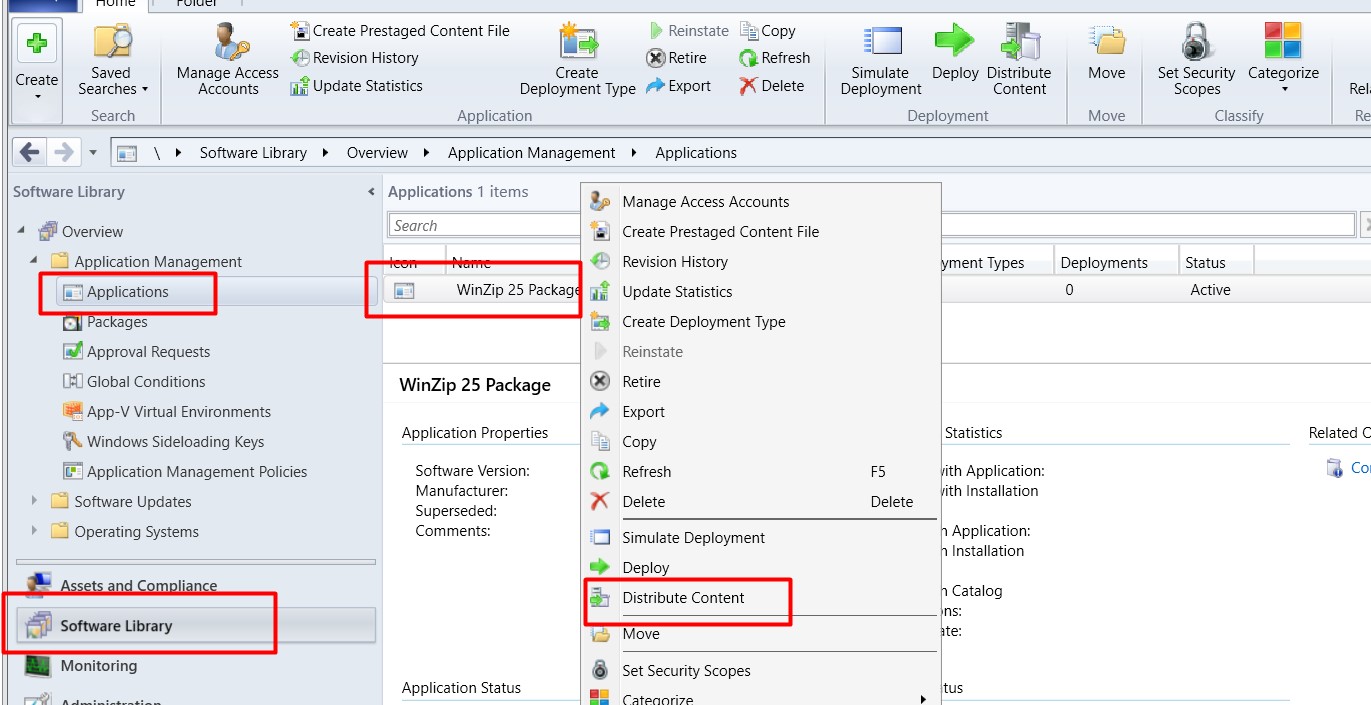 Home
Folder
Create
Saved
Searches
Search
Manage Access
Accounts
Create Prestaged Content File
Revision History
Update Statistics
Create
Deployment Type
Reinstate
Retire
Export
Copy
Refresh
Delete
Application
Simulate
Deployment
Deploy
Distribute
Content
Deployment
Move
Move
Set Security
Scopes
Categorize
Classify
\ Software Library Overview Application Management Applications
Software Library
Overview
Application Management
Applications
Packages
Approval Requests
Global Conditions
App-V Virtual Environments
Windows Sideloading Keys
Application Management Policies
Software Updates
Operating Systems
Assets and Compliance
Software Library
Monitoring
Administration
Applications 1 items
Search
Icon Name
yment Types Deployments Status
WinZip 25 Package
0 Active
WinZip 25 Package
Application Properties
Software Version:
Manufacturer:
Superseded:
Comments:
Application Status
Manage Access Accounts
Create Prestaged Content File
Revision History
Update Statistics
Create Deployment Type
Reinstate
Retire
Export
Copy
Refresh F5
Delete Delete
Simulate Deployment
Deploy
Distribute Content
Move
Set Security Scopes
Categorize
Statistics
with Application:
with Installation
n Application:
n Installation
n Catalog
ons:
ate:
tus
Related O
Con